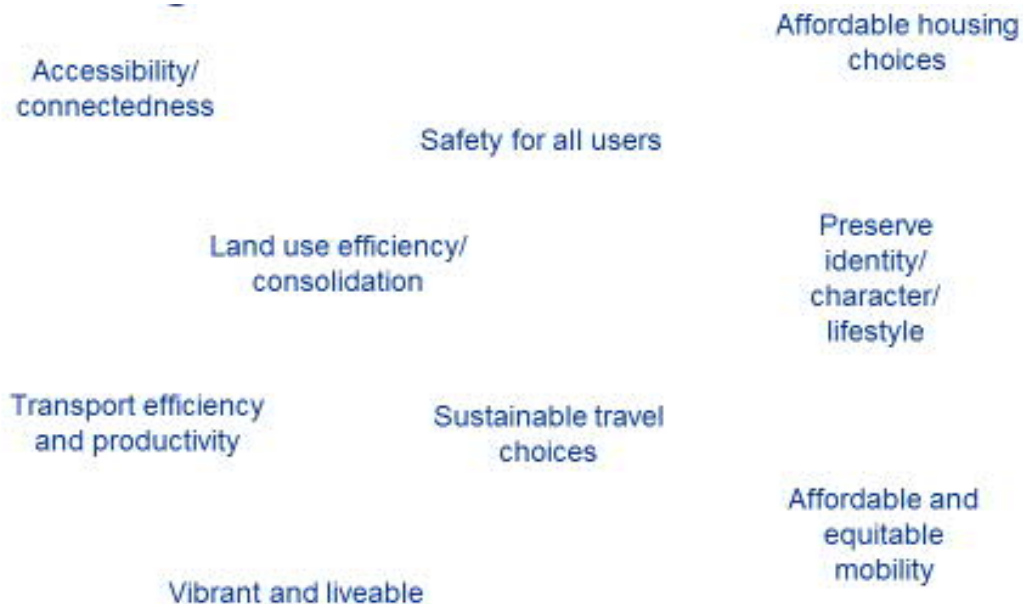 Affordable housing
choices
Accessibility/
connectedness
Safety for all users
Preserve
identity/
character/
lifestyle
Land use efficiency/
consolidation
Transport efficiency
and productivity
Sustainable travel
choices
Affordable and
equitable
mobility
Vibrant and liveable